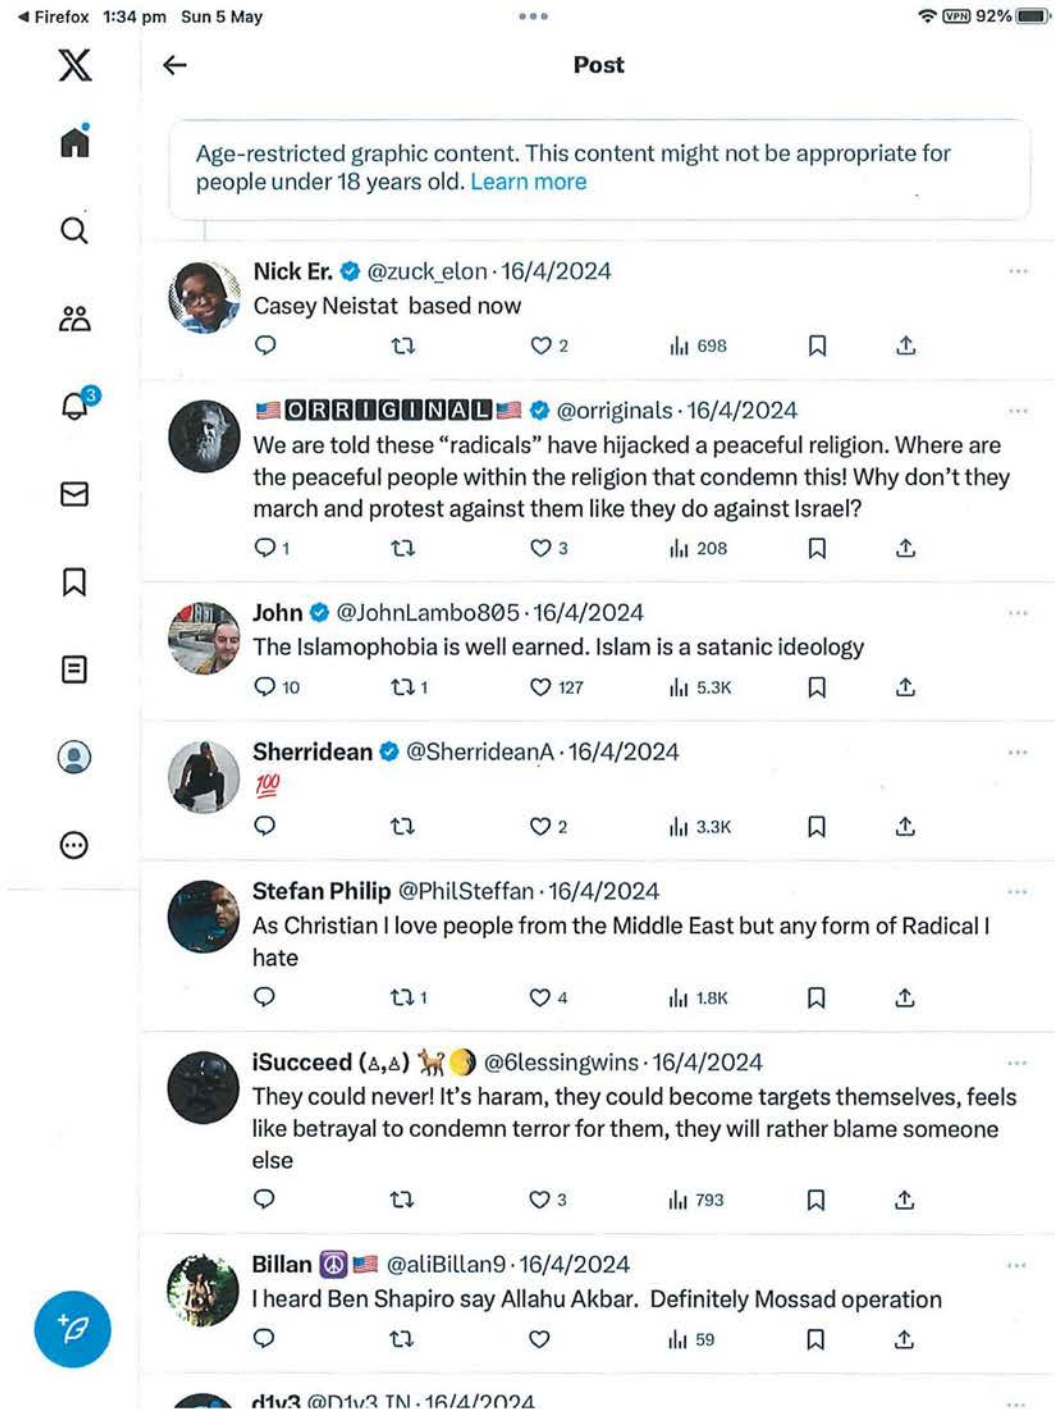 Firefox 1:34 pm Sun 5 May
VPN 92%
Post
Age-restricted graphic content. This content might not be appropriate for
people under 18 years old. Learn more
Nick Er. @zuck_elon · 16/4/2024
Casey Neistat based now
2 698
🇺🇸🅾🆁🆁🅸🅶🅸🅽🅰🅻🇺🇸 @orriginals · 16/4/2024
We are told these “radicals” have hijacked a peaceful religion. Where are
the peaceful people within the religion that condemn this! Why don’t they
march and protest against them like they do against Israel?
1 3 208
John @JohnLambo805 · 16/4/2024
The Islamophobia is well earned. Islam is a satanic ideology
10 1 127 5.3K
Sherridean @SherrideanA · 16/4/2024
💯
2 3.3K
Stefan Philip @PhilSteffan · 16/4/2024
As Christian I love people from the Middle East but any form of Radical I
hate
1 4 1.8K
iSucceed (◬,◬) 🐕🌖 @6lessingwins · 16/4/2024
They could never! It’s haram, they could become targets themselves, feels
like betrayal to condemn terror for them, they will rather blame someone
else
3 793
Billan ☮️🇺🇸 @aliBillan9 · 16/4/2024
I heard Ben Shapiro say Allahu Akbar. Definitely Mossad operation
59
d1v3 @D1v3_IN · 16/4/2024
3